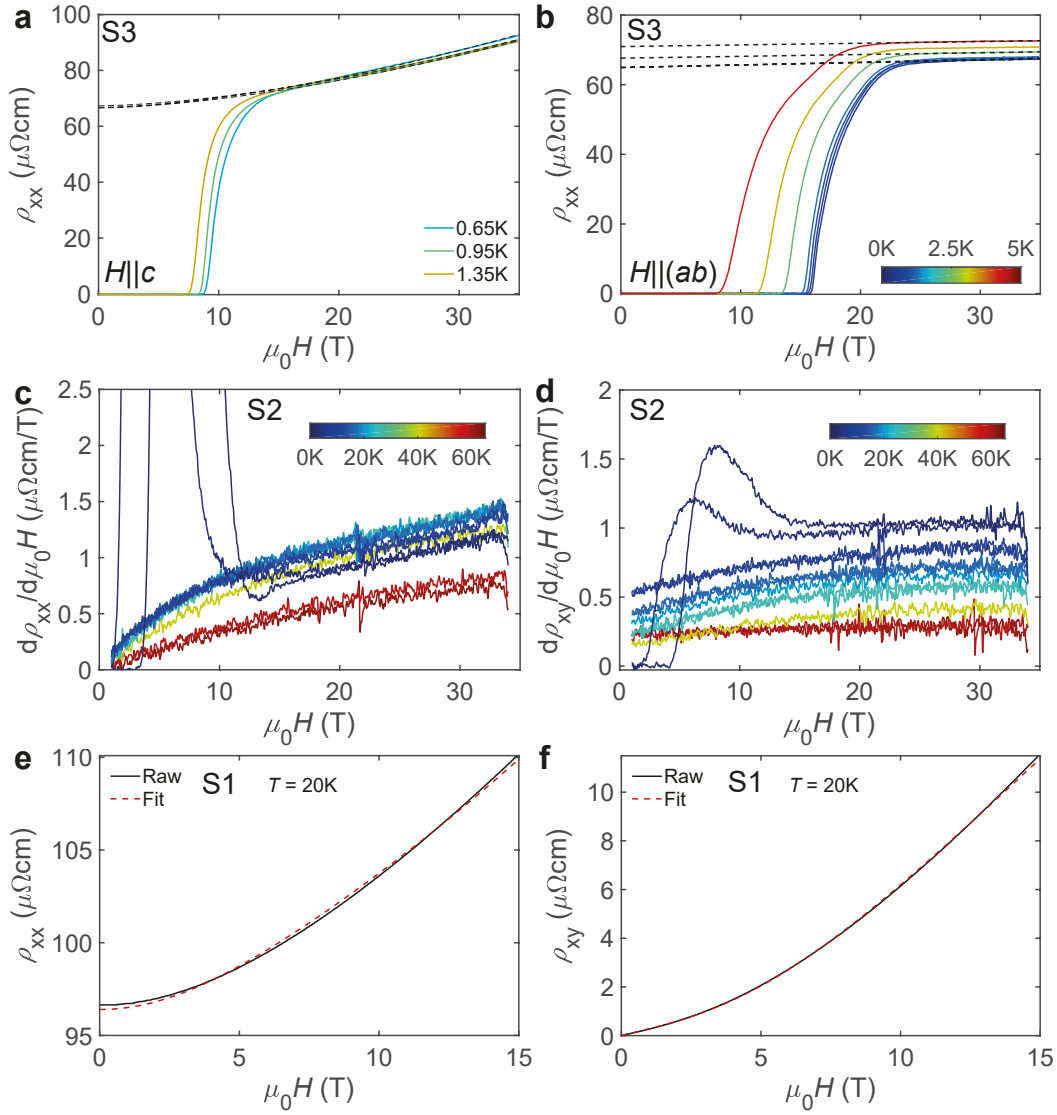 a
S3
100
80
60
40
20
0
ρxx (μΩcm)
0.65K
0.95K
1.35K
H||c
0
10
20
30
μ0H (T)
b
S3
80
60
40
20
0
ρxx (μΩcm)
0K
2.5K
5K
H||(ab)
0
10
20
30
μ0H (T)
c
S2
2.5
2
1.5
1
0.5
0
dρxx/dμ0H (μΩcm/T)
0K
20K
40K
60K
0
10
20
30
μ0H (T)
d
S2
2
1.5
1
0.5
0
dρxy/dμ0H (μΩcm/T)
0K
20K
40K
60K
0
10
20
30
μ0H (T)
e
Raw
Fit
S1
T = 20K
110
105
100
95
ρxx (μΩcm)
0
5
10
15
μ0H (T)
f
Raw
Fit
S1
T = 20K
10
8
6
4
2
0
ρxy (μΩcm)
0
5
10
15
μ0H (T)